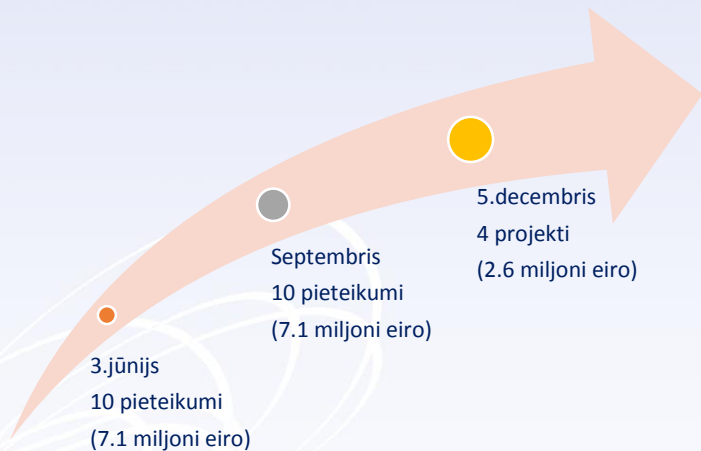 3.jūnijs
10 pieteikumi
(7.1 miljoni eiro)
Septembris
10 pieteikumi
(7.1 miljoni eiro)
5.decembris
4 projekti
(2.6 miljoni eiro)